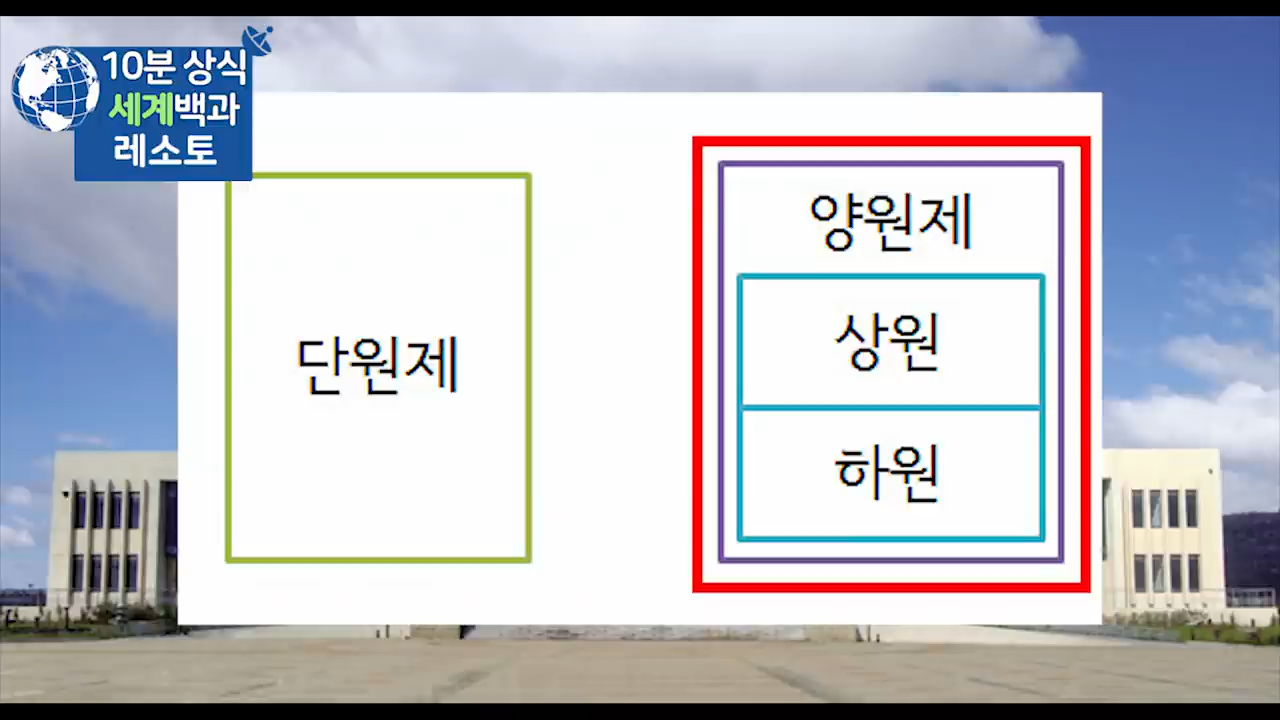 10분 상식
세계백과
레소토
단원제
양원제
상원
하원